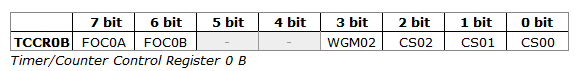 7 bit 6 bit 5 bit 4 bit 3 bit 2 bit 1 bit 0 bit
TCCR0B FOC0A FOC0B - - WGM02 CS02 CS01 CS00
Timer/Counter Control Register 0 B